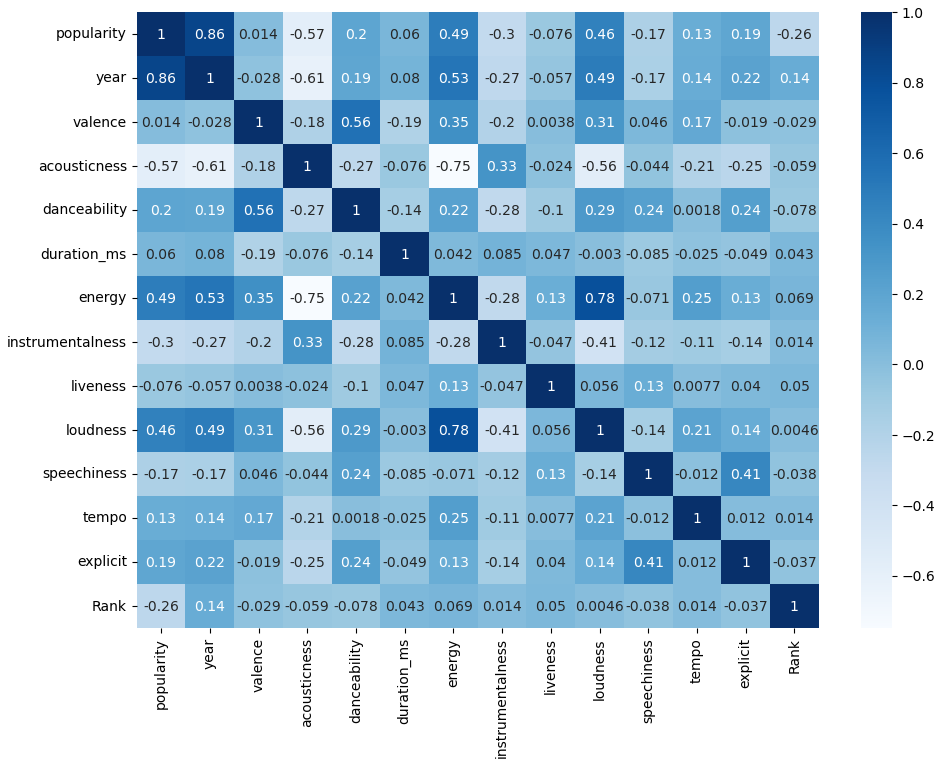 popularity 1 0.86 0.014 -0.57 0.2 0.06 0.49 -0.3 -0.076 0.46 -0.17 0.13 0.19 -0.26
year 0.86 1 -0.028 -0.61 0.19 0.08 0.53 -0.27 -0.057 0.49 -0.17 0.14 0.22 0.14
valence 0.014 -0.028 1 -0.18 0.56 -0.19 0.35 -0.2 0.0038 0.31 0.046 0.17 -0.019 -0.029
acousticness -0.57 -0.61 -0.18 1 -0.27 -0.076 -0.75 0.33 -0.024 -0.56 -0.044 -0.21 -0.25 -0.059
danceability 0.2 0.19 0.56 -0.27 1 -0.14 0.22 -0.28 -0.1 0.29 0.24 0.0018 0.24 -0.078
duration_ms 0.06 0.08 -0.19 -0.076 -0.14 1 0.042 0.085 0.047 -0.003 -0.085 -0.025 -0.049 0.043
energy 0.49 0.53 0.35 -0.75 0.22 0.042 1 -0.28 0.13 0.78 -0.071 0.25 0.13 0.069
instrumentalness -0.3 -0.27 -0.2 0.33 -0.28 0.085 -0.28 1 -0.047 -0.41 -0.12 -0.11 -0.14 0.014
liveness -0.076 -0.057 0.0038 -0.024 -0.1 0.047 0.13 -0.047 1 0.056 0.13 0.0077 0.04 0.05
loudness 0.46 0.49 0.31 -0.56 0.29 -0.003 0.78 -0.41 0.056 1 -0.14 0.21 0.14 0.0046
speechiness -0.17 -0.17 0.046 -0.044 0.24 -0.085 -0.071 -0.12 0.13 -0.14 1 -0.012 0.41 -0.038
tempo 0.13 0.14 0.17 -0.21 0.0018 -0.025 0.25 -0.11 0.0077 0.21 -0.012 1 0.012 0.014
explicit 0.19 0.22 -0.019 -0.25 0.24 -0.049 0.13 -0.14 0.04 0.14 0.41 0.012 1 -0.037
Rank -0.26 0.14 -0.029 -0.059 -0.078 0.043 0.069 0.014 0.05 0.0046 -0.038 0.014 -0.037 1
popularity
year
valence
acousticness
danceability
duration_ms
energy
instrumentalness
liveness
loudness
speechiness
tempo
explicit
Rank
1.0
0.8
0.6
0.4
0.2
0.0
−0.2
−0.4
−0.6